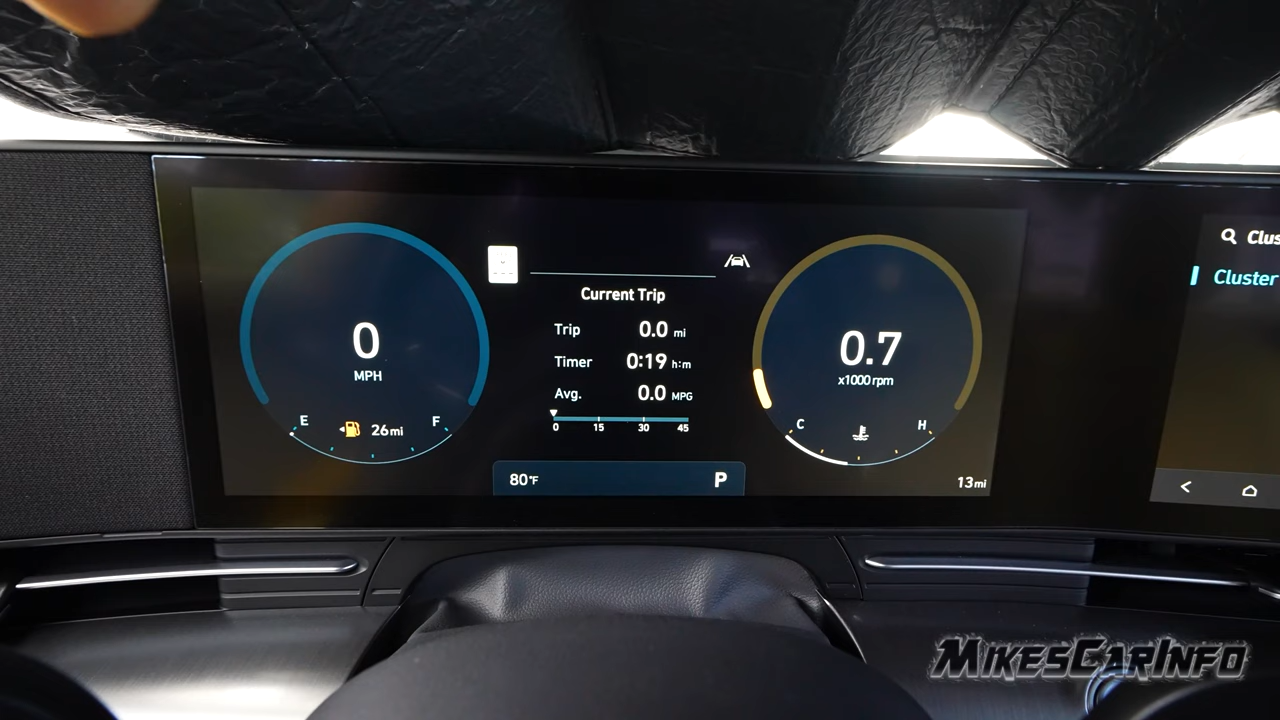 0
MPH
E
F
26mi
Current Trip
Trip 0.0 mi
Timer 0:19 h:m
Avg. 0.0 MPG
0 15 30 45
80°F P
0.7
x1000 rpm
C
H
13mi
Clus
Cluster
MIKESCARINFO